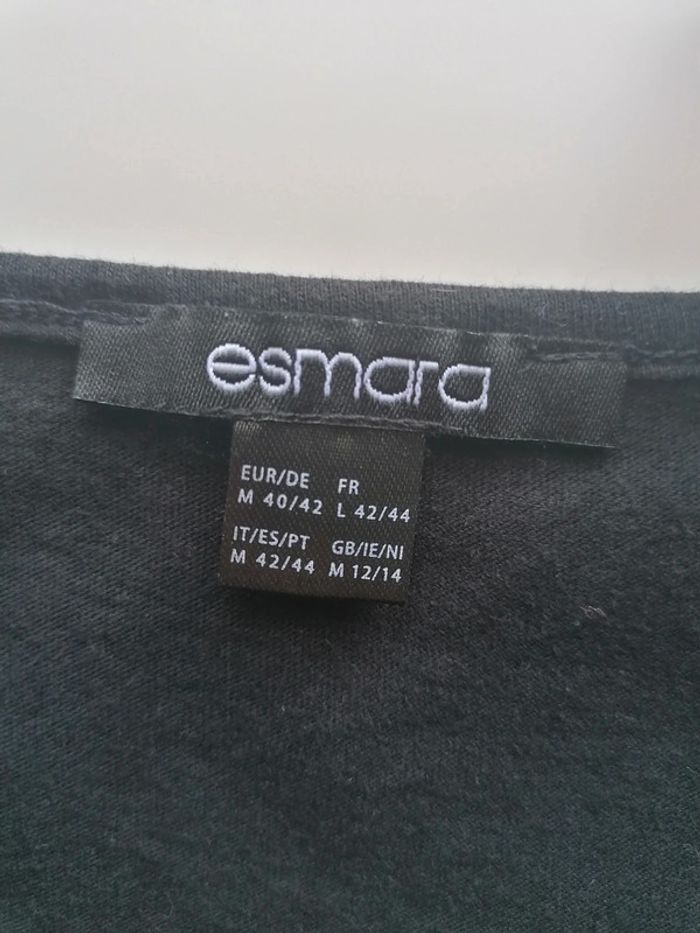 esmara
EUR/DE FR
M 40/42 L 42/44
IT/ES/PT GB/IE/NI
M 42/44 M 12/14